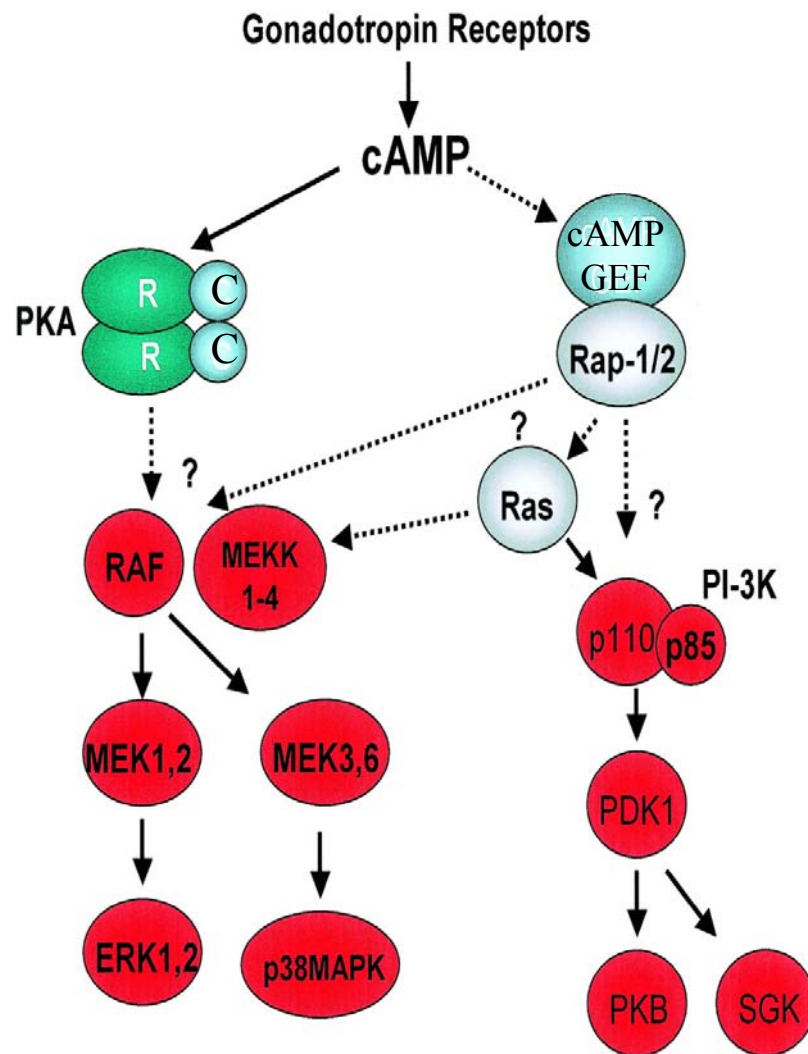 Gonadotropin Receptors
cAMP
cAMP
GEF
R
C
PKA
R
C
Rap-1/2
?
?
Ras
?
RAF
MEKK
1-4
PI-3K
p110
p85
MEK1,2
MEK3,6
PDK1
ERK1,2
p38MAPK
PKB
SGK